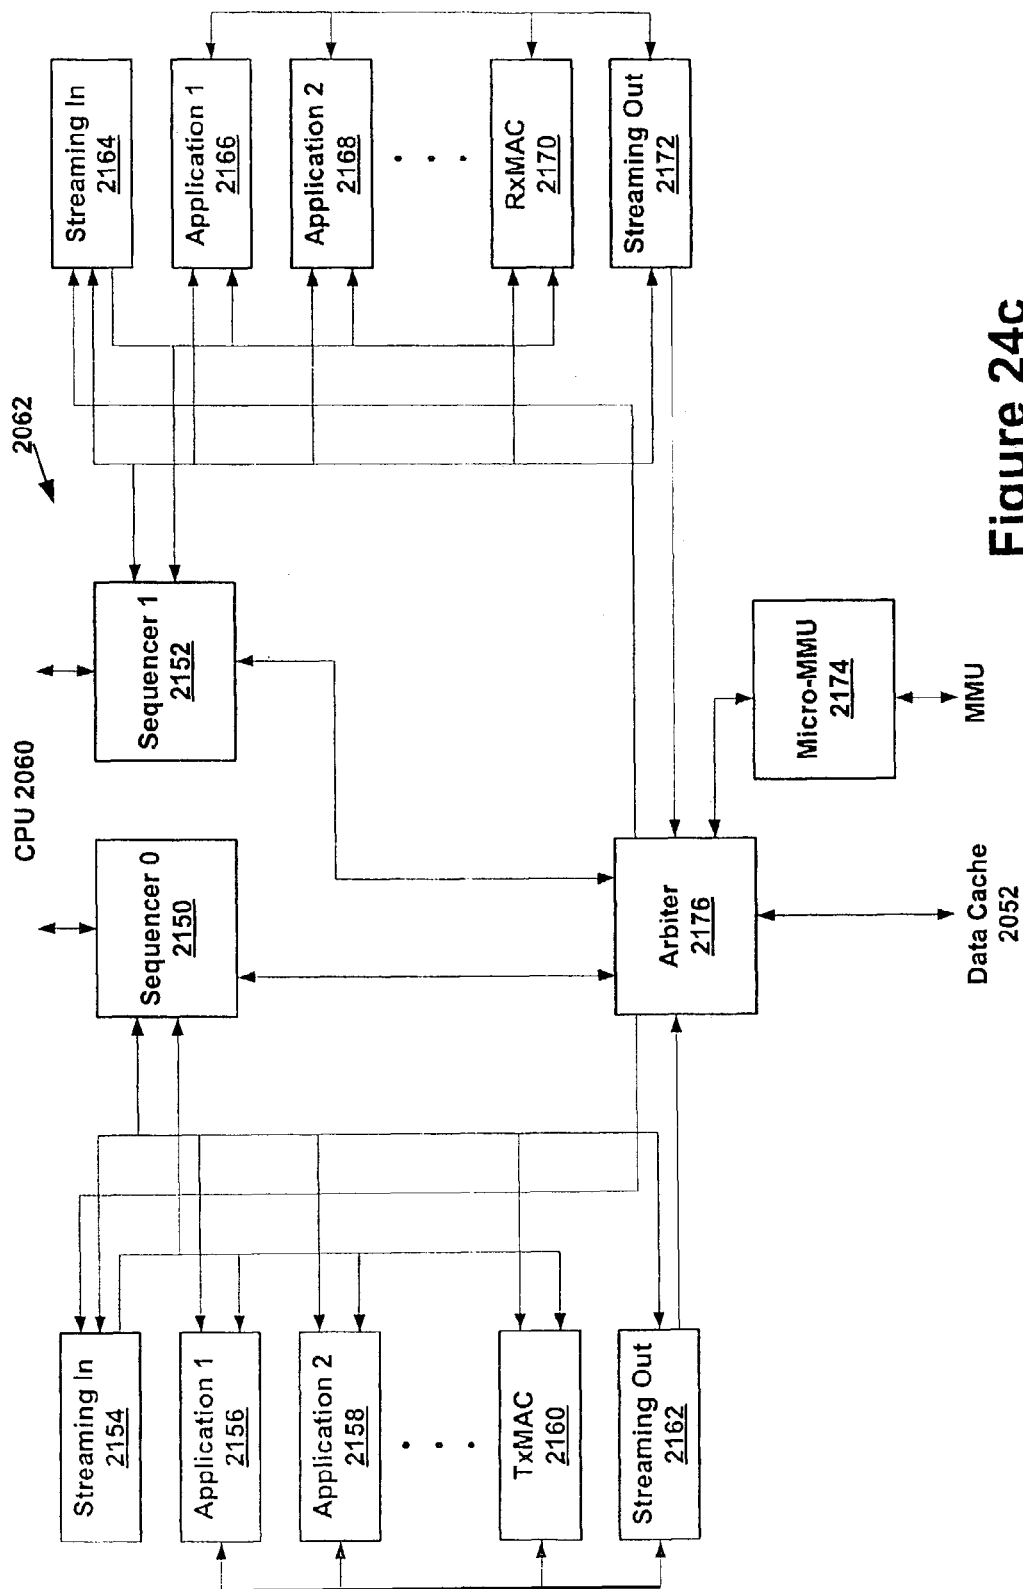 CPU 2060
2062
Sequencer 0
2150
Sequencer 1
2152
Streaming In
2154
Application 1
2156
Application 2
2158
. . .
TxMAC
2160
Streaming Out
2162
Streaming In
2164
Application 1
2166
Application 2
2168
. . .
RxMAC
2170
Streaming Out
2172
Arbiter
2176
Micro-MMU
2174
Data Cache
2052
MMU
Figure 24c